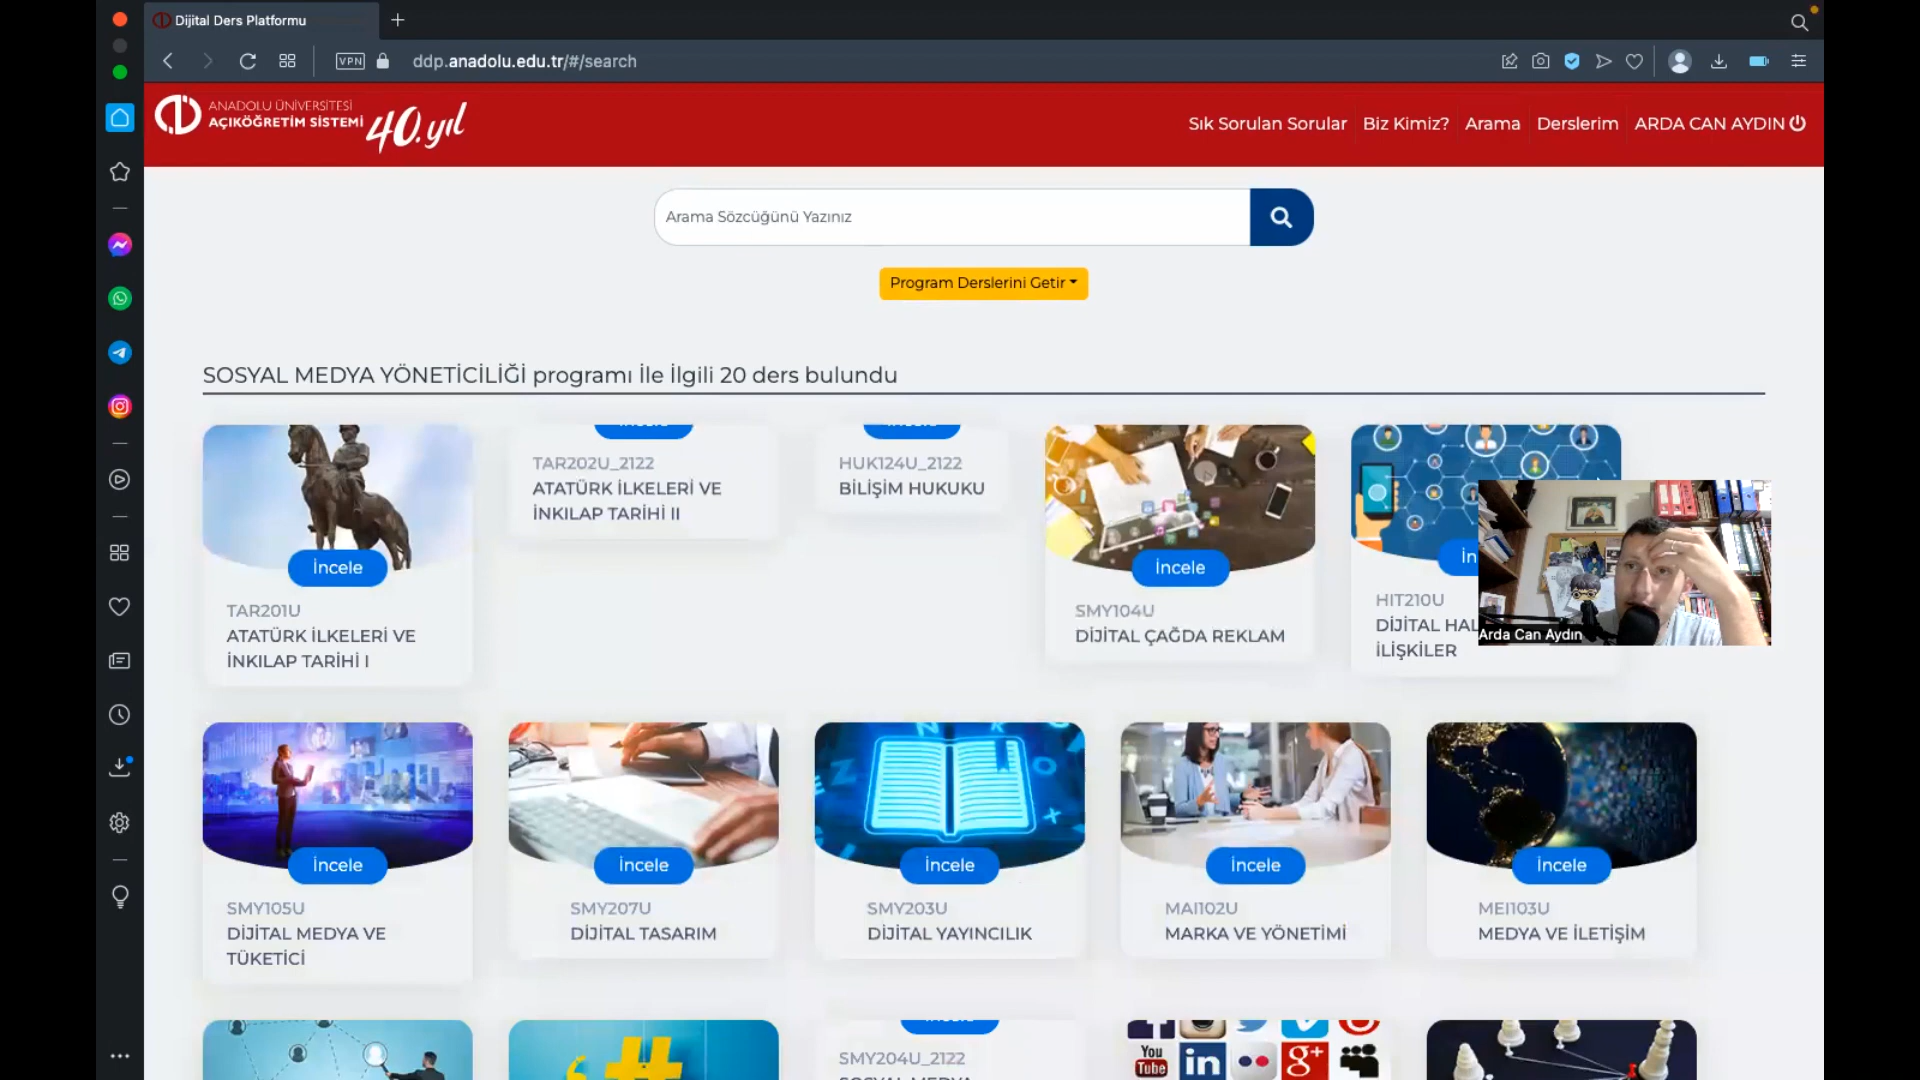 Dijital Ders Platformu
VPN
ddp.anadolu.edu.tr/#/search
ANADOLU ÜNİVERSİTESİ
AÇIKÖĞRETİM SİSTEMİ
40.yıl
Sık Sorulan Sorular
Biz Kimiz?
Arama
Derslerim
ARDA CAN AYDIN
Arama Sözcüğünü Yazınız
Program Derslerini Getir
SOSYAL MEDYA YÖNETİCİLİĞİ programı İle İlgili 20 ders bulundu
İncele
TAR201U
ATATÜRK İLKELERİ VE
İNKILAP TARİHİ I
TAR202U_2122
ATATÜRK İLKELERİ VE
İNKILAP TARİHİ II
HUK124U_2122
BİLİŞİM HUKUKU
İncele
SMY104U
DİJİTAL ÇAĞDA REKLAM
HIT210U
DİJİTAL HAL
İLİŞKİLER
Arda Can Aydın
İncele
SMY105U
DİJİTAL MEDYA VE
TÜKETİCİ
İncele
SMY207U
DİJİTAL TASARIM
İncele
SMY203U
DİJİTAL YAYINCILIK
İncele
MAI102U
MARKA VE YÖNETİMİ
İncele
MEI103U
MEDYA VE İLETİŞİM
SMY204U_2122
SOSYAL MEDYA
You
Tube
in
g+